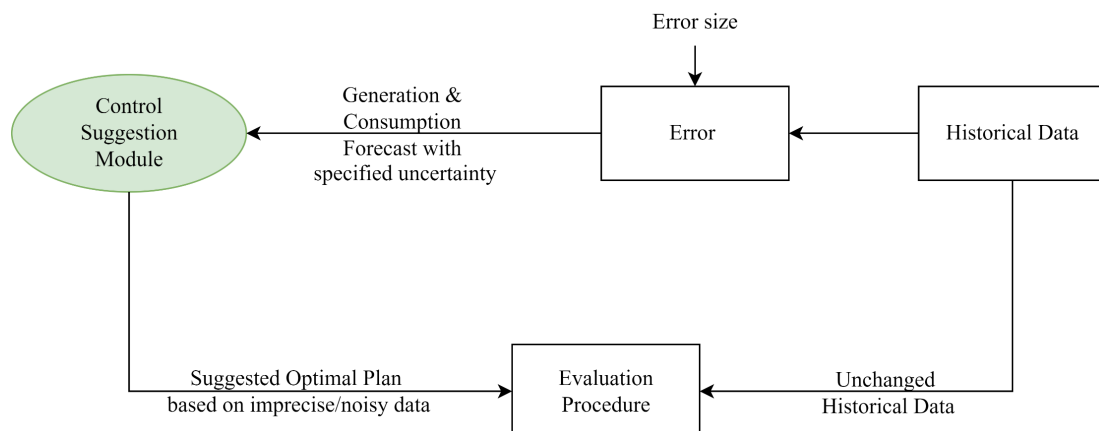 Error size
Control
Suggestion
Module
Generation &
Consumption
Forecast with
specified uncertainty
Error
Historical Data
Suggested Optimal Plan
based on imprecise/noisy data
Evaluation
Procedure
Unchanged
Historical Data